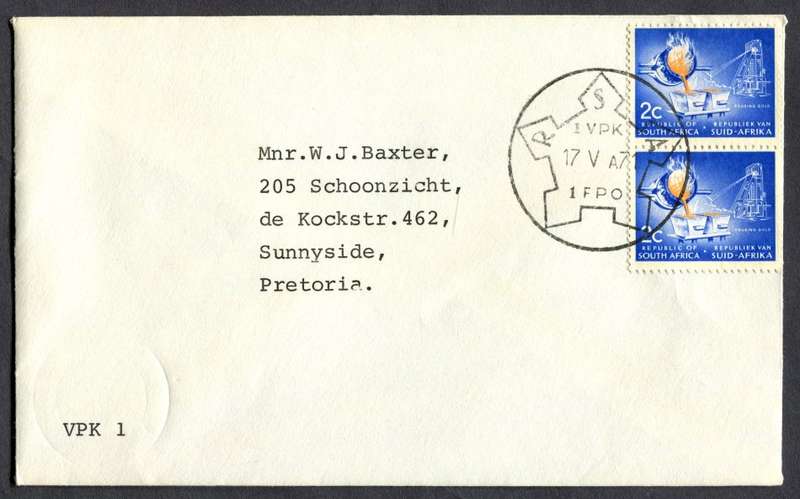 2c
POURING GOLD
REPUBLIC OF REPUBLIEK VAN
SOUTH AFRICA SUID-AFRIKA
2c
POURING GOLD
REPUBLIC OF REPUBLIEK VAN
SOUTH AFRICA SUID-AFRIKA
R S A
1 VPK
17 V A7
1 FPO
Mnr.W.J.Baxter,
205 Schoonzicht,
de Kockstr.462,
Sunnyside,
Pretoria.
VPK 1